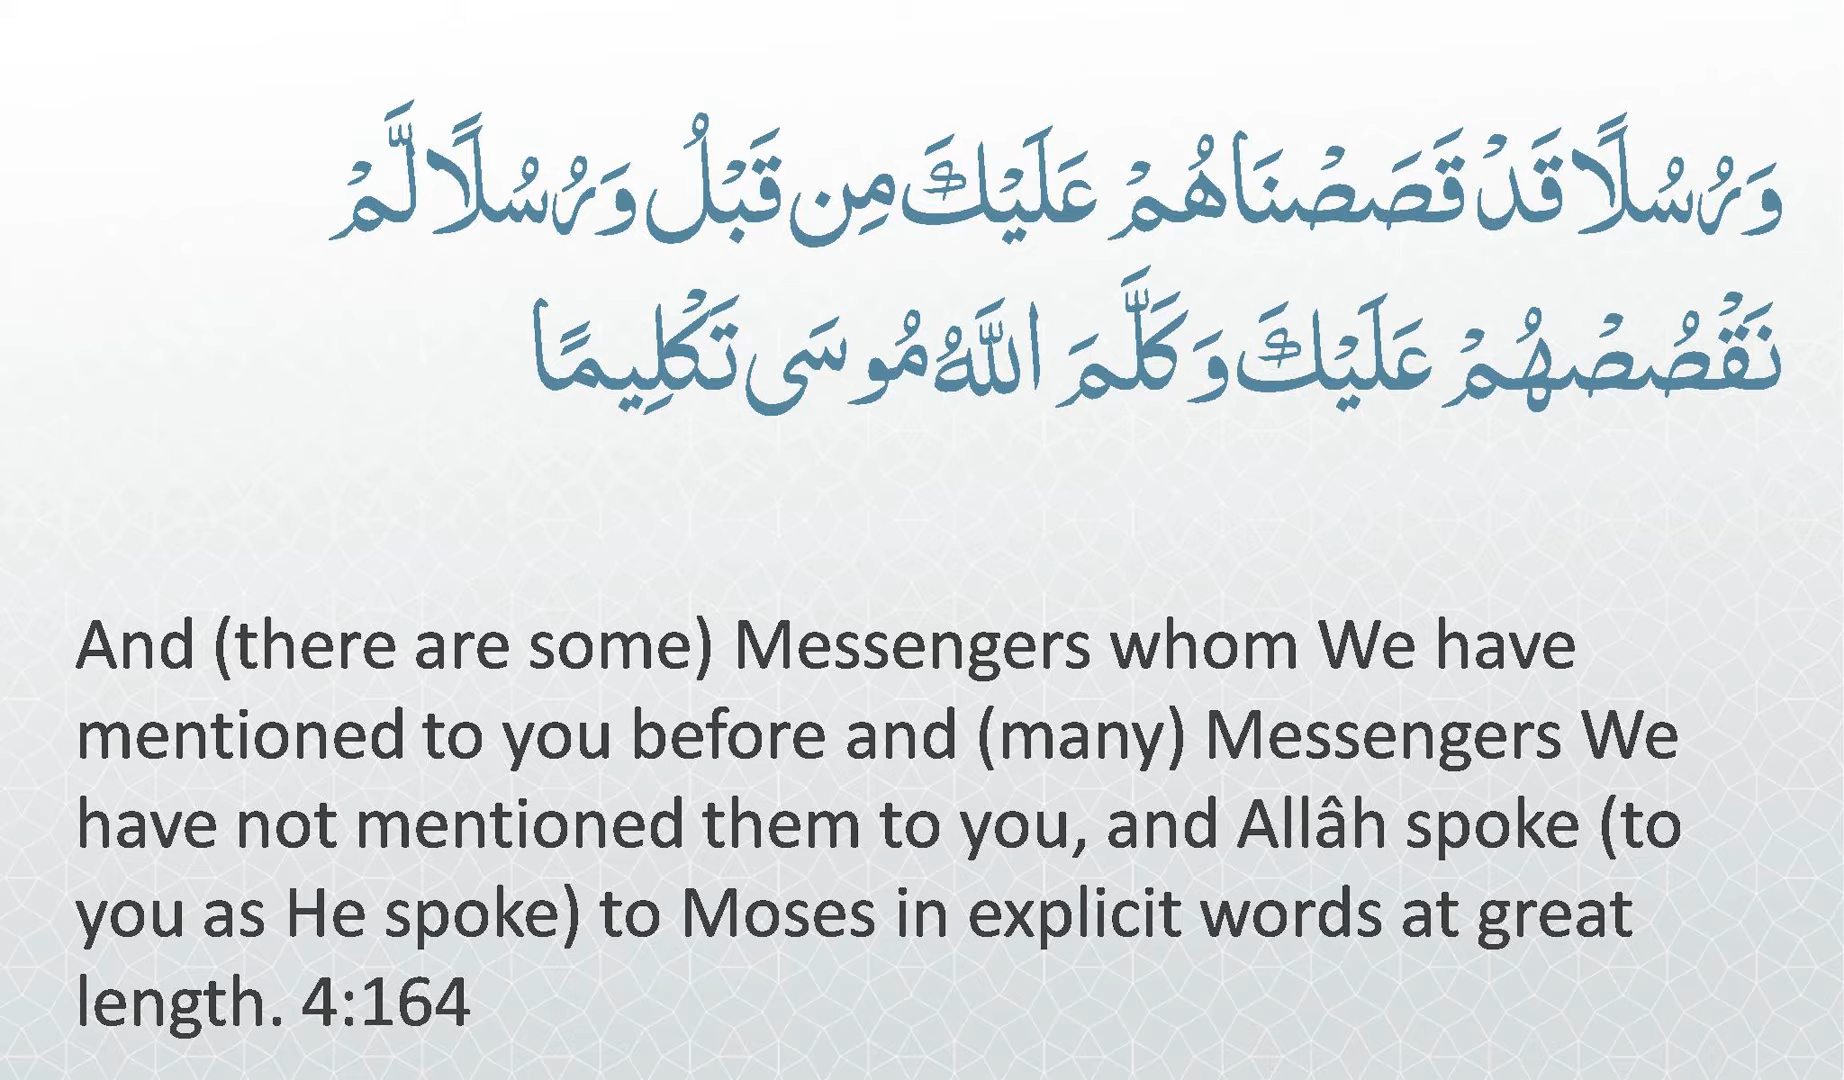 وَرُسُلًا قَدْ قَصَصْنَاهُمْ عَلَيْكَ مِن قَبْلُ وَرُسُلًا لَّمْ
نَقْصُصْهُمْ عَلَيْكَ وَكَلَّمَ اللَّهُ مُوسَى تَكْلِيمًا
And (there are some) Messengers whom We have
mentioned to you before and (many) Messengers We
have not mentioned them to you, and Allâh spoke (to
you as He spoke) to Moses in explicit words at great
length. 4:164